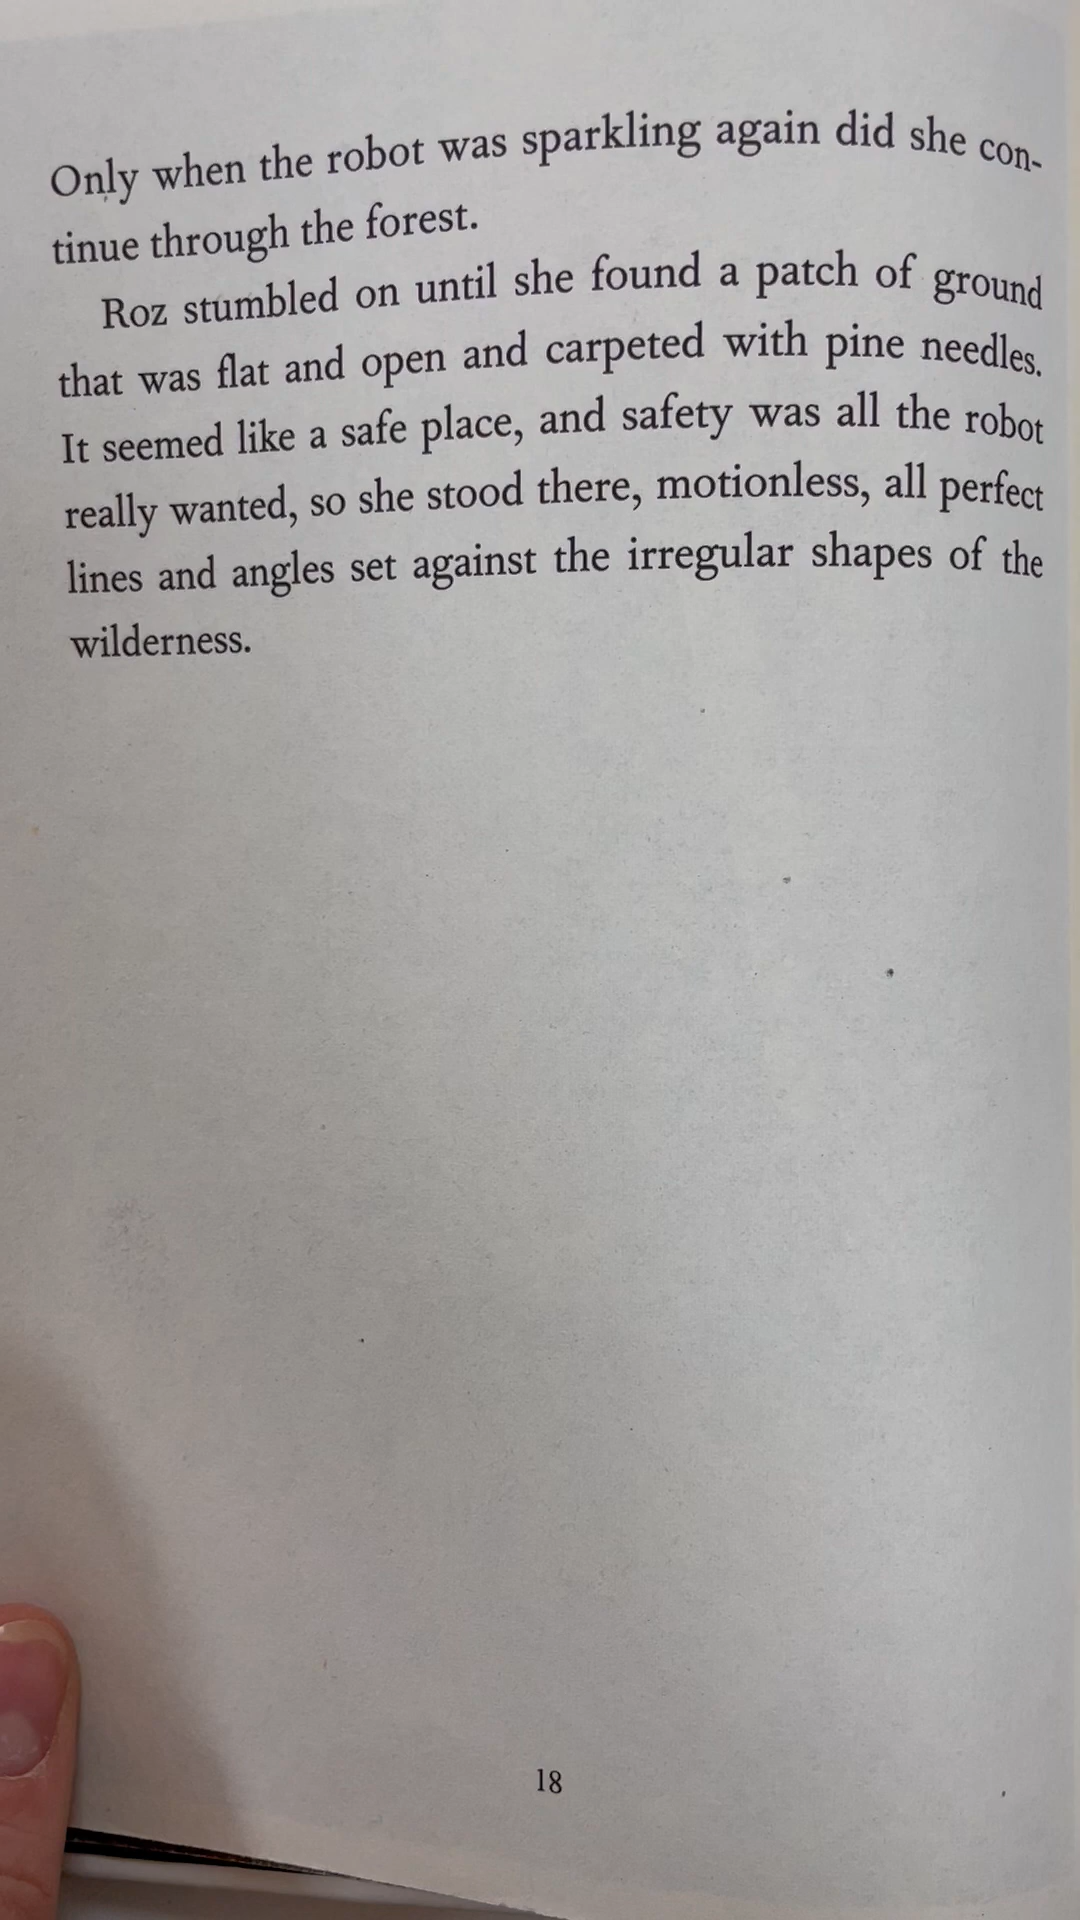 Only when the robot was sparkling again did she con-
tinue through the forest.
Roz stumbled on until she found a patch of ground
that was flat and open and carpeted with pine needles.
It seemed like a safe place, and safety was all the robot
really wanted, so she stood there, motionless, all perfect
lines and angles set against the irregular shapes of the
wilderness.
18